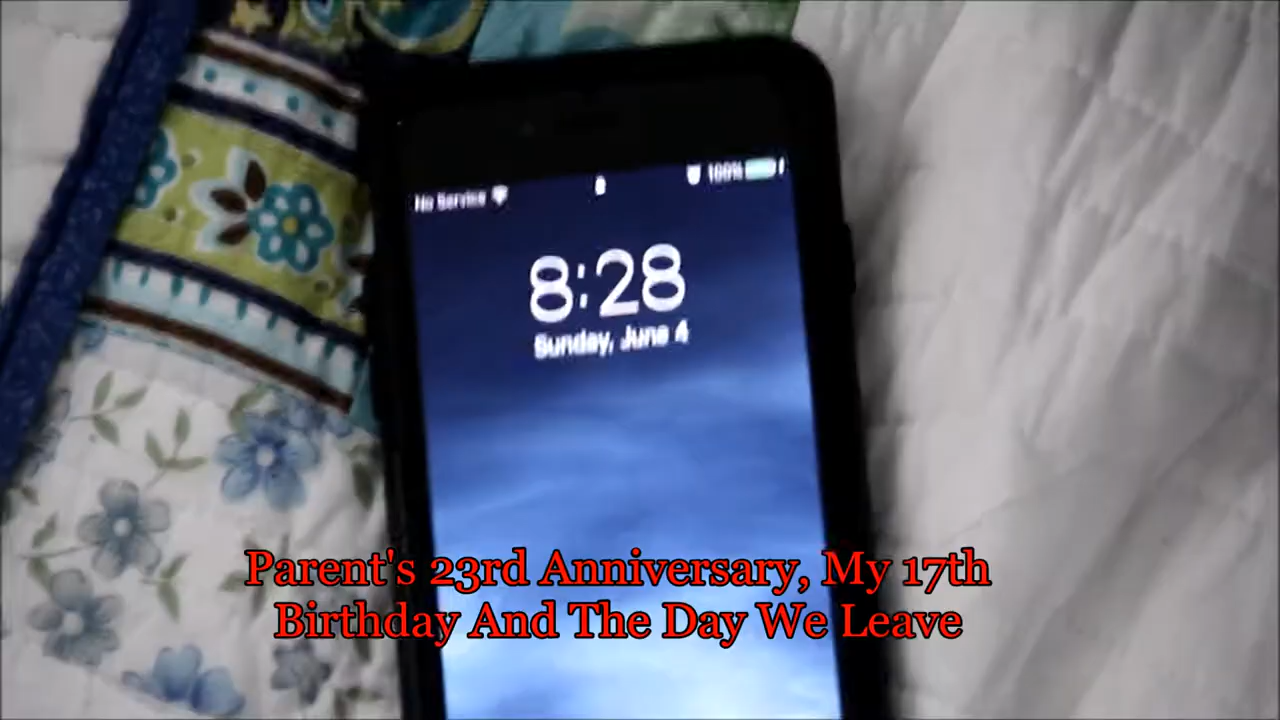 No Service 100%
8:28
Sunday, June 4
Parent's 23rd Anniversary, My 17th
Birthday And The Day We Leave